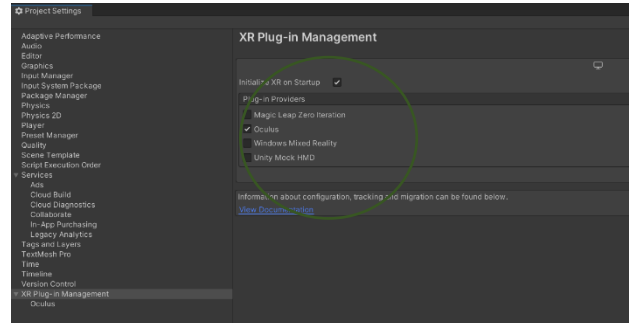 Project Settings
Adaptive Performance
Audio
Editor
Graphics
Input Manager
Input System Package
Package Manager
Physics
Physics 2D
Player
Preset Manager
Quality
Scene Template
Script Execution Order
Services
Ads
Cloud Build
Cloud Diagnostics
Collaborate
In-App Purchasing
Legacy Analytics
Tags and Layers
TextMesh Pro
Time
Timeline
Version Control
XR Plug-in Management
Oculus
XR Plug-in Management
Initialize XR on Startup
Plug-in Providers
Magic Leap Zero Iteration
Oculus
Windows Mixed Reality
Unity Mock HMD
Information about configuration, tracking and migration can be found below.
View Documentation